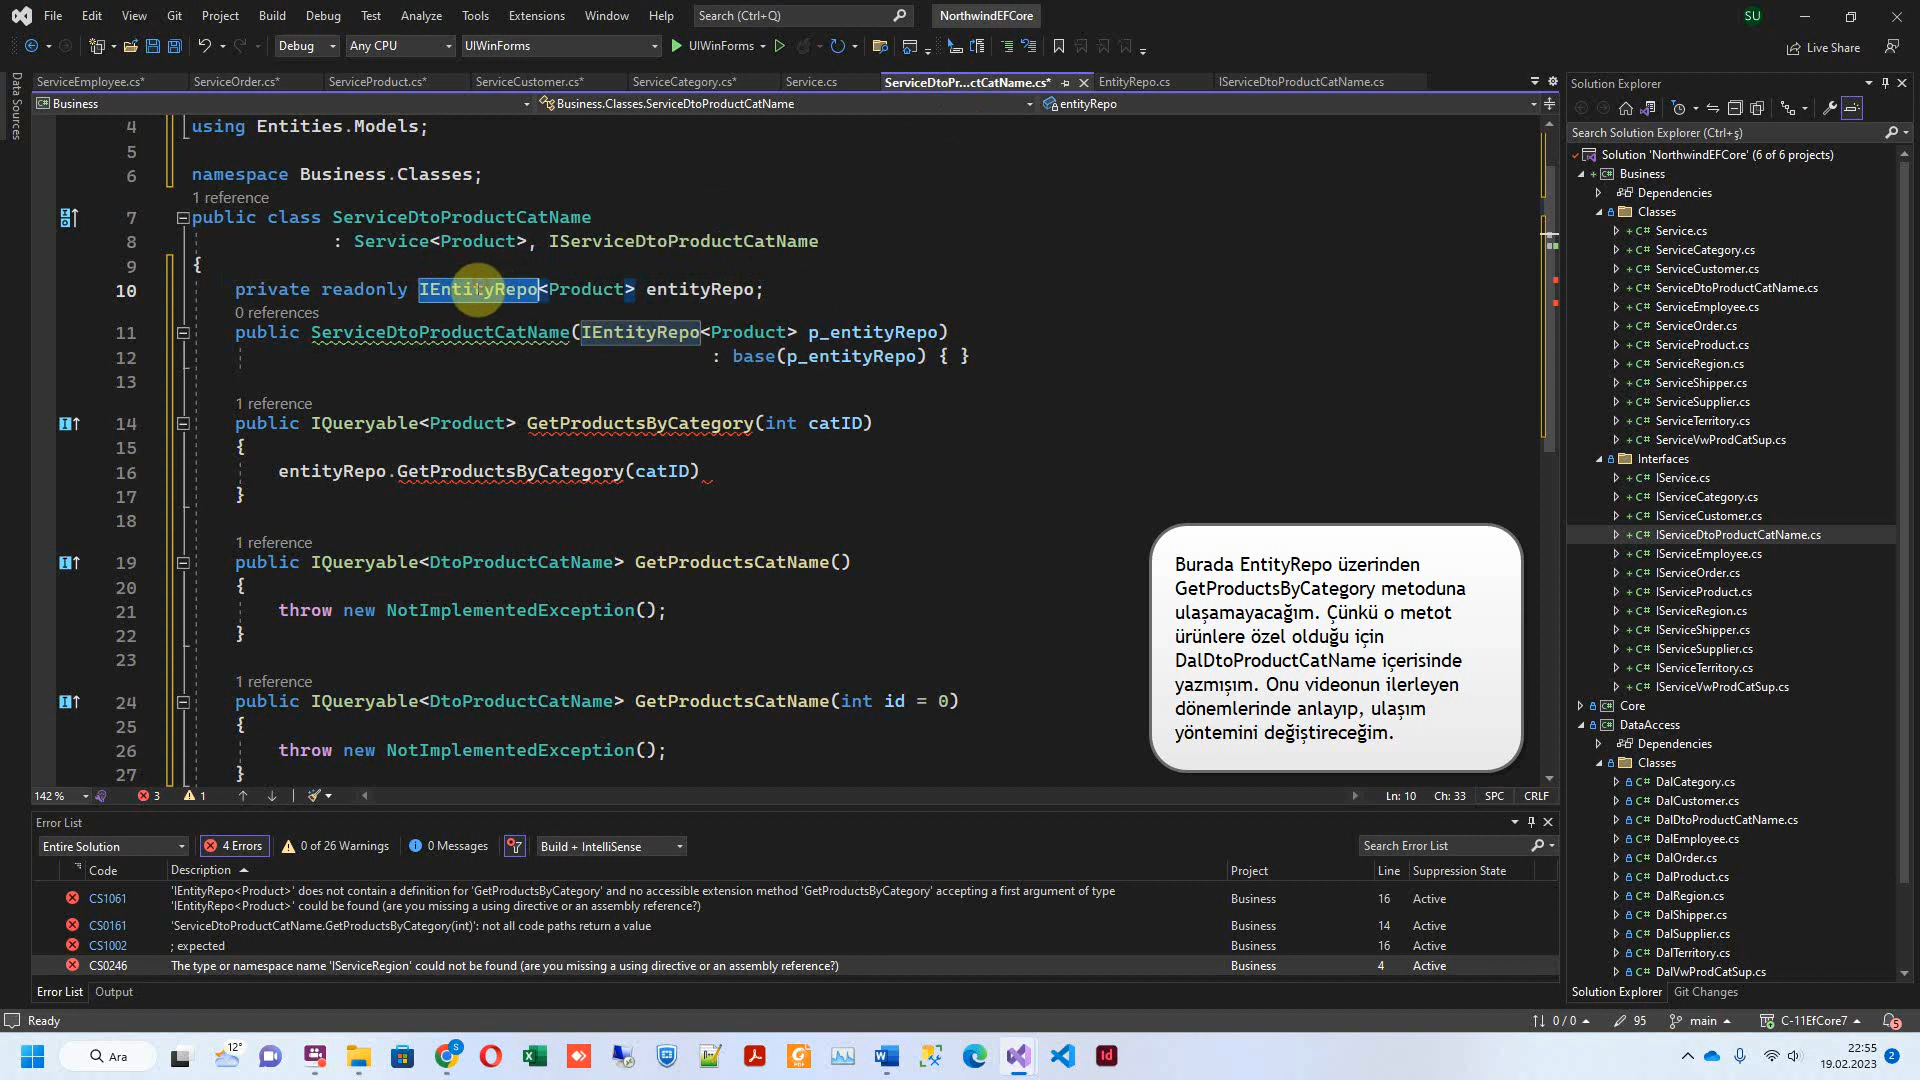 File Edit View Git Project Build Debug Test Analyze Tools Extensions Window Help Search (Ctrl+Q) NorthwindEFCore SU
Debug Any CPU UIWinForms UIWinForms Live Share
Data Sources
ServiceEmployee.cs* ServiceOrder.cs* ServiceProduct.cs* ServiceCustomer.cs* ServiceCategory.cs* Service.cs ServiceDtoPr...ctCatName.cs* EntityRepo.cs IServiceDtoProductCatName.cs
Business Business.Classes.ServiceDtoProductCatName entityRepo
4 using Entities.Models;
5
6 namespace Business.Classes;
1 reference
7 public class ServiceDtoProductCatName
8 : Service<Product>, IServiceDtoProductCatName
9 {
10 private readonly IEntityRepo<Product> entityRepo;
0 references
11 public ServiceDtoProductCatName(IEntityRepo<Product> p_entityRepo)
12 : base(p_entityRepo) { }
13
1 reference
14 public IQueryable<Product> GetProductsByCategory(int catID)
15 {
16 entityRepo.GetProductsByCategory(catID)
17 }
18
1 reference
19 public IQueryable<DtoProductCatName> GetProductsCatName()
20 {
21 throw new NotImplementedException();
22 }
23
1 reference
24 public IQueryable<DtoProductCatName> GetProductsCatName(int id = 0)
25 {
26 throw new NotImplementedException();
27 }
Burada EntityRepo üzerinden
GetProductsByCategory metoduna
ulaşamayacağım. Çünkü o metot
ürünlere özel olduğu için
DalDtoProductCatName içerisinde
yazmışım. Onu videonun ilerleyen
dönemlerinde anlayıp, ulaşım
yöntemini değiştireceğim.
142 % 3 1 Ln: 10 Ch: 33 SPC CRLF
Error List
Entire Solution 4 Errors 0 of 26 Warnings 0 Messages Build + IntelliSense Search Error List
Code Description Project Line Suppression State
CS1061 'IEntityRepo<Product>' does not contain a definition for 'GetProductsByCategory' and no accessible extension method 'GetProductsByCategory' accepting a first argument of type
'IEntityRepo<Product>' could be found (are you missing a using directive or an assembly reference?) Business 16 Active
CS0161 'ServiceDtoProductCatName.GetProductsByCategory(int)': not all code paths return a value Business 14 Active
CS1002 ; expected Business 16 Active
CS0246 The type or namespace name 'IServiceRegion' could not be found (are you missing a using directive or an assembly reference?) Business 4 Active
Error List Output
Solution Explorer
Search Solution Explorer (Ctrl+ş)
Solution 'NorthwindEFCore' (6 of 6 projects)
C# Business
Dependencies
Classes
C# Service.cs
C# ServiceCategory.cs
C# ServiceCustomer.cs
C# ServiceDtoProductCatName.cs
C# ServiceEmployee.cs
C# ServiceOrder.cs
C# ServiceProduct.cs
C# ServiceRegion.cs
C# ServiceShipper.cs
C# ServiceSupplier.cs
C# ServiceTerritory.cs
C# ServiceVwProdCatSup.cs
Interfaces
C# IService.cs
C# IServiceCategory.cs
C# IServiceCustomer.cs
C# IServiceDtoProductCatName.cs
C# IServiceEmployee.cs
C# IServiceOrder.cs
C# IServiceProduct.cs
C# IServiceRegion.cs
C# IServiceShipper.cs
C# IServiceSupplier.cs
C# IServiceTerritory.cs
C# IServiceVwProdCatSup.cs
C# Core
C# DataAccess
Dependencies
Classes
C# DalCategory.cs
C# DalCustomer.cs
C# DalDtoProductCatName.cs
C# DalEmployee.cs
C# DalOrder.cs
C# DalProduct.cs
C# DalRegion.cs
C# DalShipper.cs
C# DalSupplier.cs
C# DalTerritory.cs
C# DalVwProdCatSup.cs
Solution Explorer Git Changes
Ready 0 / 0 95 main C-11EfCore7 5
Ara 12° S Id 22:55
19.02.2023 2